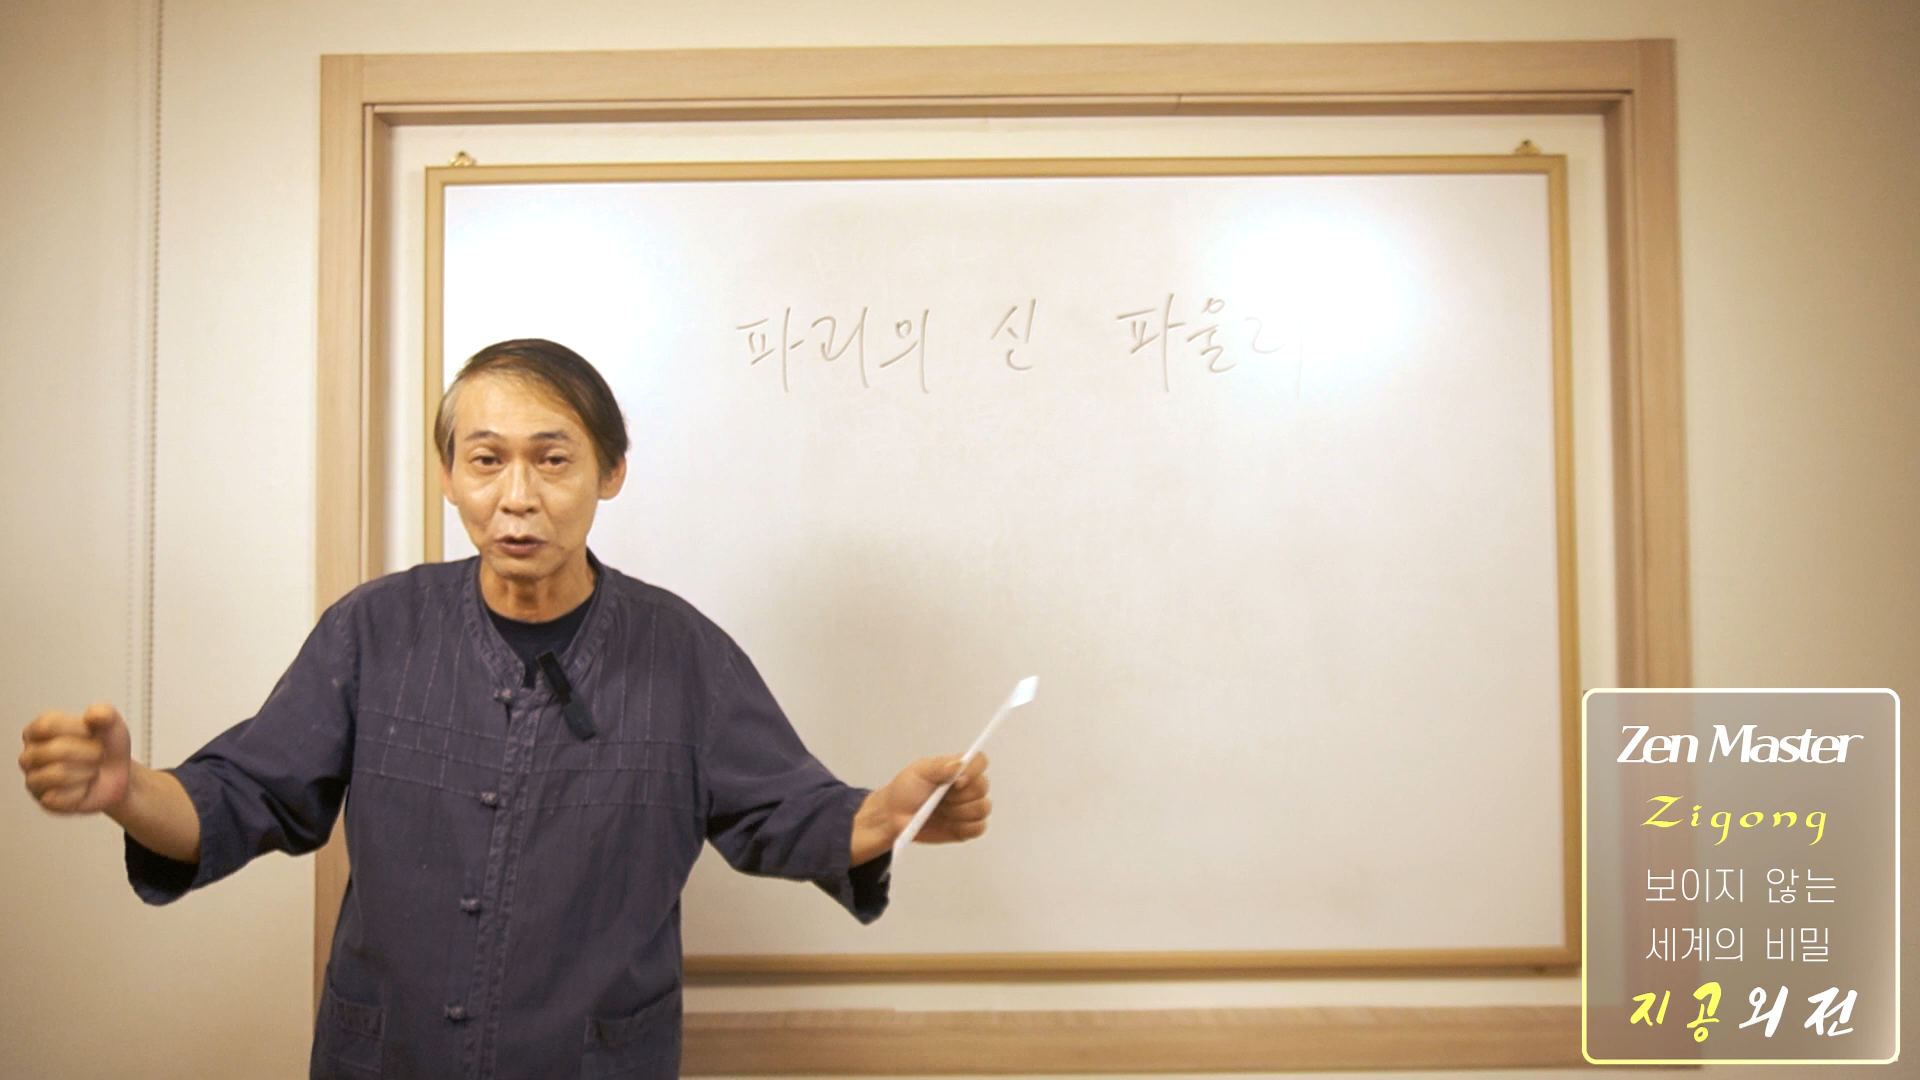 파괴의 신 파울리
Zen Master
Zigong
보이지 않는
세계의 비밀
지공외전